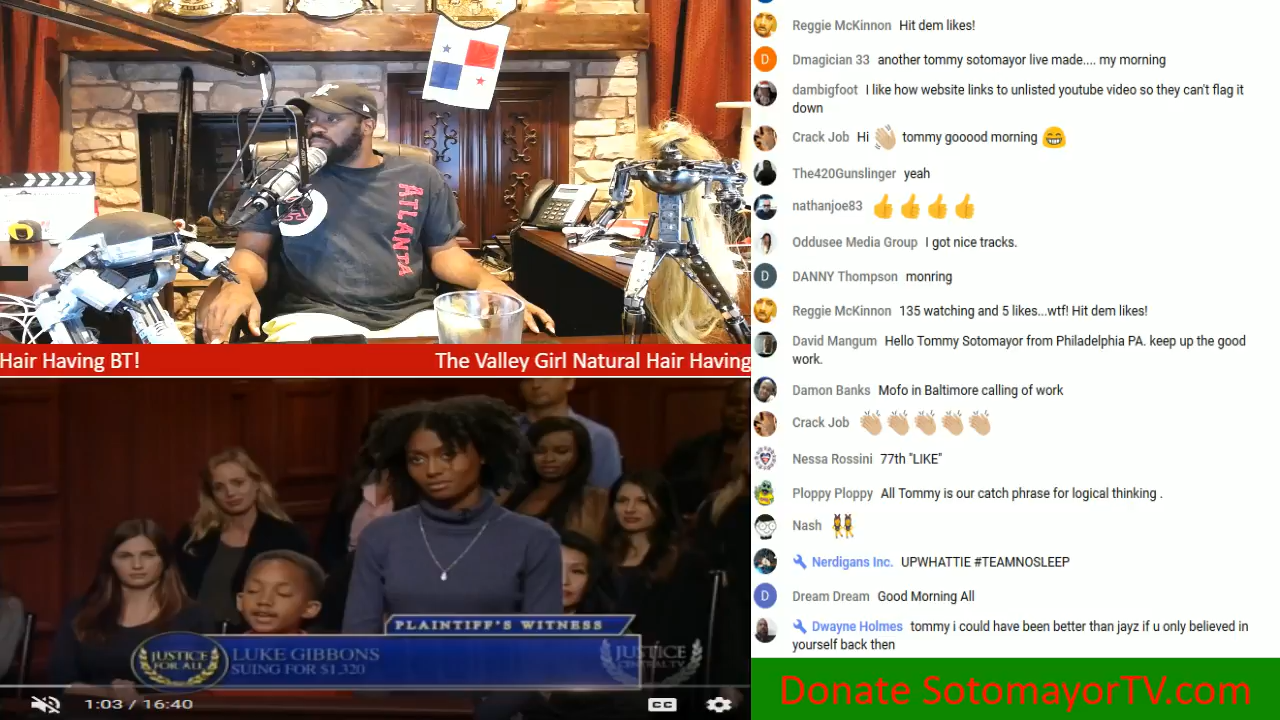 ATLANTA
Hair Having BT!
The Valley Girl Natural Hair Having
PLAINTIFF'S WITNESS
JUSTICE
FOR ALL
LUKE GIBBONS
SUING FOR $1,320
JUSTICE
CENTRAL.TV
1:03 / 16:40
CC
Reggie McKinnon Hit dem likes!
D Dmagician 33 another tommy sotomayor live made.... my morning
dambigfoot I like how website links to unlisted youtube video so they can't flag it
down
Crack Job Hi 👋🏼 tommy gooood morning 😁
The420Gunslinger yeah
nathanjoe83 👍👍👍👍
Oddusee Media Group I got nice tracks.
D DANNY Thompson monring
Reggie McKinnon 135 watching and 5 likes...wtf! Hit dem likes!
David Mangum Hello Tommy Sotomayor from Philadelphia PA. keep up the good
work.
Damon Banks Mofo in Baltimore calling of work
Crack Job 👏🏼👏🏼👏🏼👏🏼👏🏼
Nessa Rossini 77th "LIKE"
Ploppy Ploppy All Tommy is our catch phrase for logical thinking .
Nash 👯
Nerdigans Inc. UPWHATTIE #TEAMNOSLEEP
D Dream Dream Good Morning All
Dwayne Holmes tommy i could have been better than jayz if u only believed in
yourself back then
Donate SotomayorTV.com